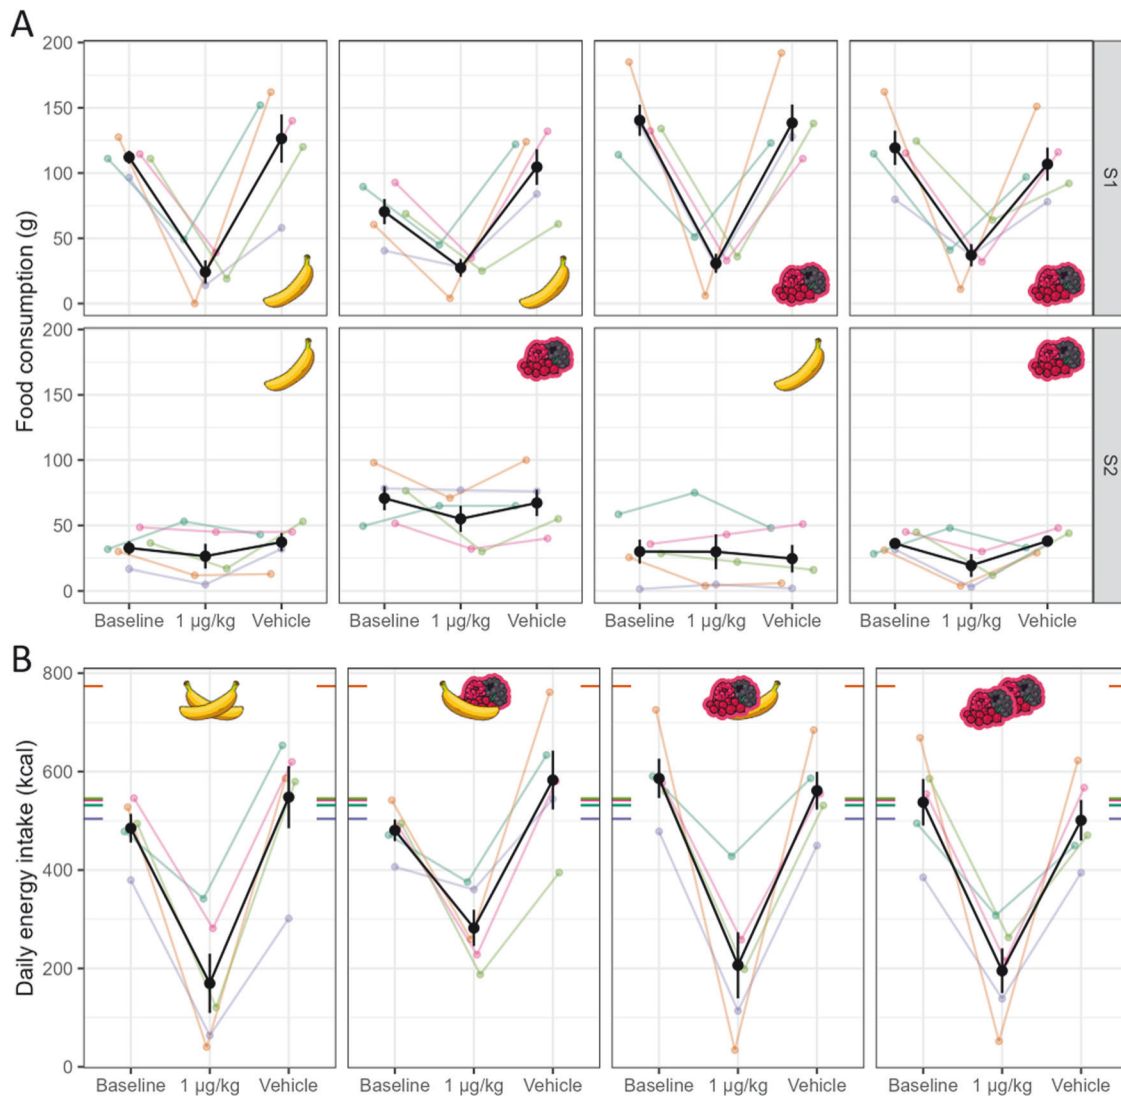 A
Food consumption (g)
200
150
100
50
0
S1
200
150
100
50
0
S2
Baseline 1 µg/kg Vehicle Baseline 1 µg/kg Vehicle Baseline 1 µg/kg Vehicle Baseline 1 µg/kg Vehicle
B
Daily energy intake (kcal)
800
600
400
200
0
Baseline 1 µg/kg Vehicle Baseline 1 µg/kg Vehicle Baseline 1 µg/kg Vehicle Baseline 1 µg/kg Vehicle